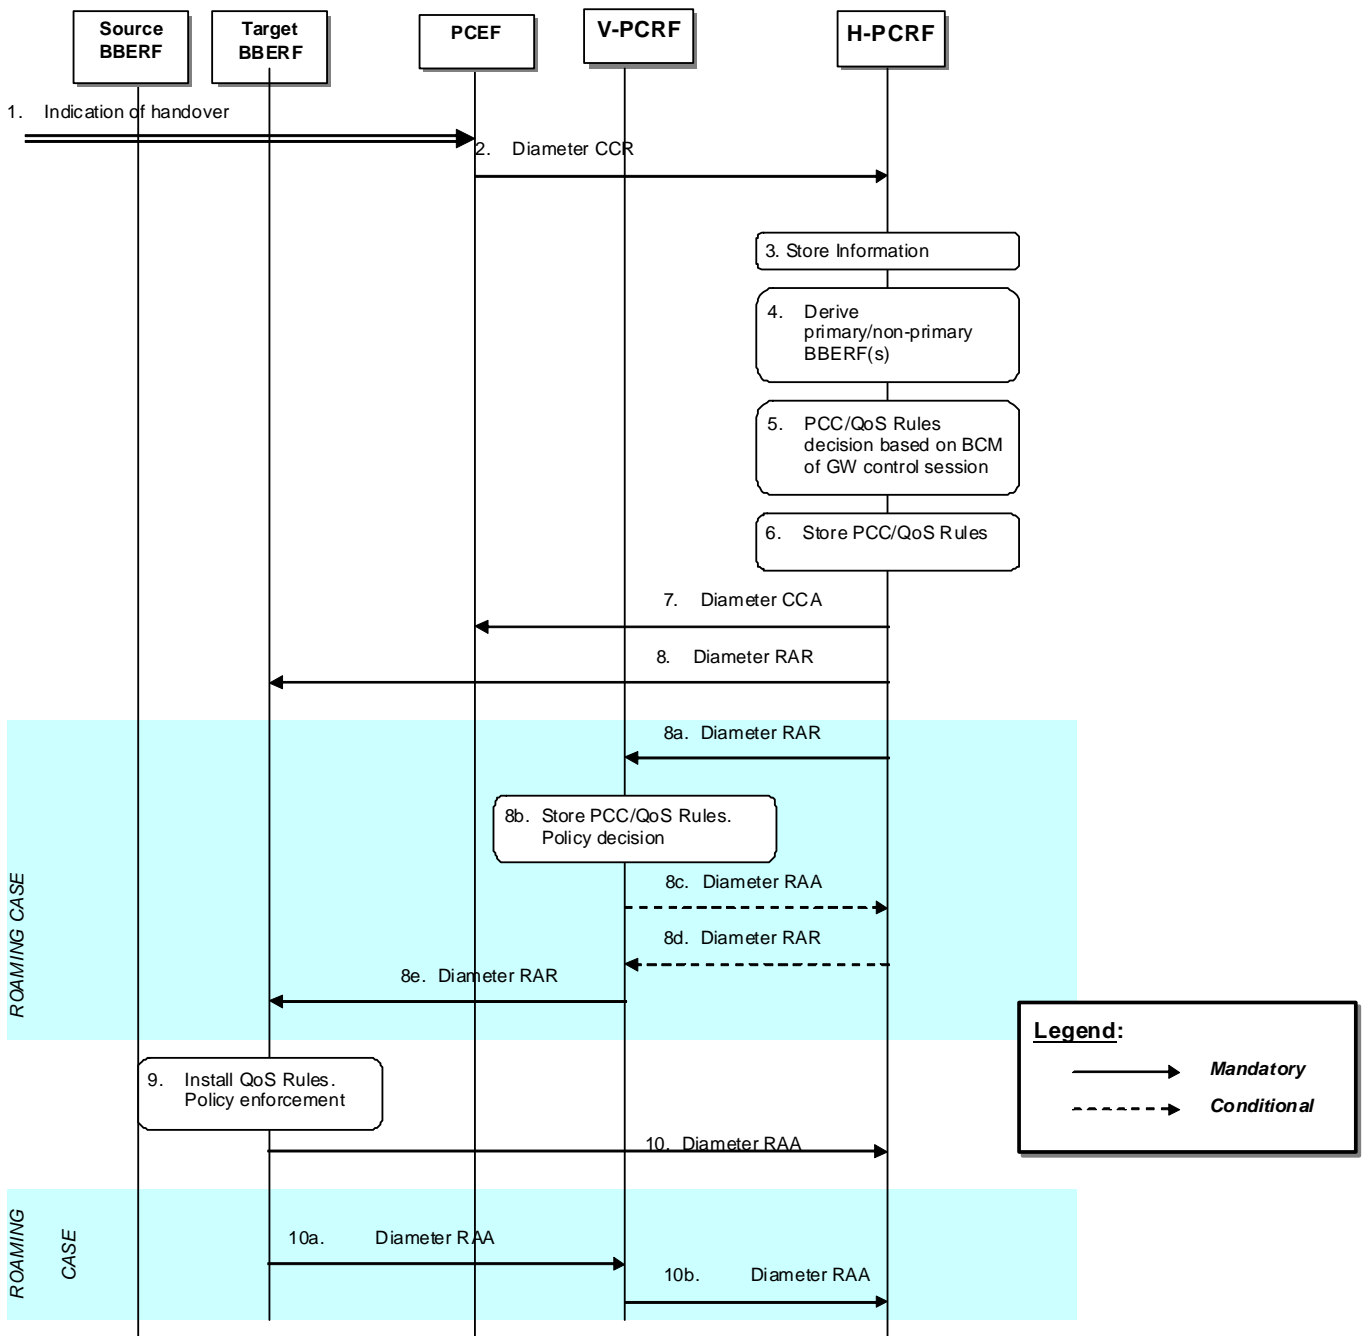 Source
BBERF
Target
BBERF
PCEF
V-PCRF
H-PCRF
1. Indication of handover
2. Diameter CCR
3. Store Information
4. Derive
primary/non-primary
BBERF(s)
5. PCC/QoS Rules
decision based on BCM
of GW control session
6. Store PCC/QoS Rules
7. Diameter CCA
8. Diameter RAR
8a. Diameter RAR
8b. Store PCC/QoS Rules.
Policy decision
8c. Diameter RAA
8d. Diameter RAR
8e. Diameter RAR
ROAMING CASE
Legend:
Mandatory
Conditional
9. Install QoS Rules.
Policy enforcement
10. Diameter RAA
ROAMING
CASE
10a. Diameter RAA
10b. Diameter RAA